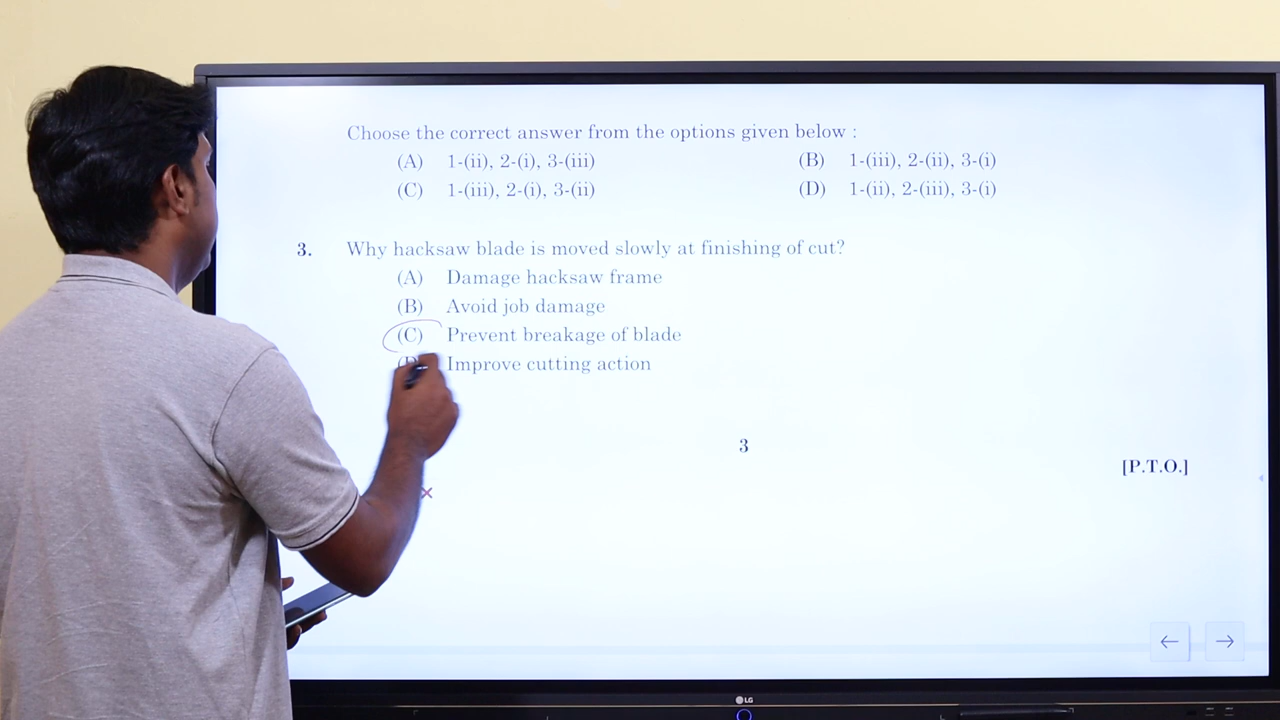 Choose the correct answer from the options given below :
(A) 1-(ii), 2-(i), 3-(iii) (B) 1-(iii), 2-(ii), 3-(i)
(C) 1-(iii), 2-(i), 3-(ii) (D) 1-(ii), 2-(iii), 3-(i)
3. Why hacksaw blade is moved slowly at finishing of cut?
(A) Damage hacksaw frame
(B) Avoid job damage
(C) Prevent breakage of blade
(D) Improve cutting action
3
[P.T.O.]
LG